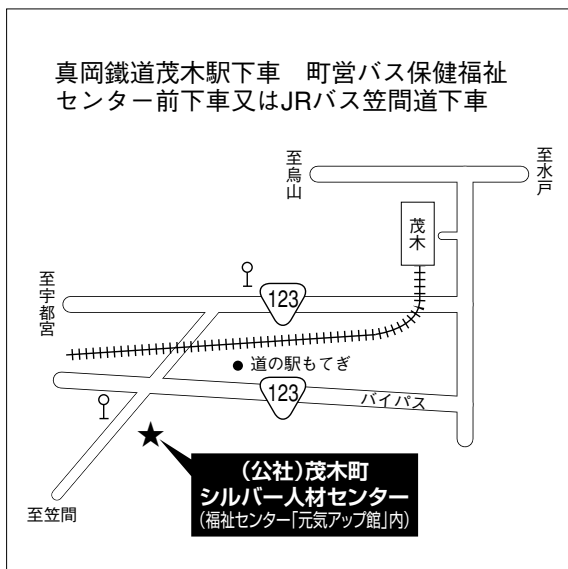 真岡鐵道茂木駅下車　町営バス保健福祉
センター前下車又はJRバス笠間道下車
至烏山
至水戸
茂木
至宇都宮
123
道の駅もてぎ
123
バイパス
(公社)茂木町
シルバー人材センター
(福祉センター「元気アップ館」内)
至笠間